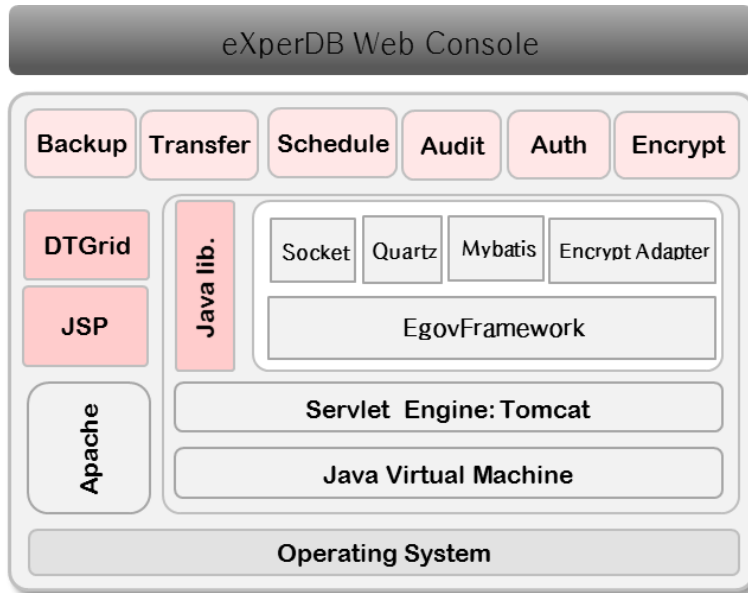 eXperDB Web Console
Backup Transfer Schedule Audit Auth Encrypt
DTGrid
JSP
Java lib.
Socket Quartz Mybatis Encrypt Adapter
EgovFramework
Apache
Servlet Engine: Tomcat
Java Virtual Machine
Operating System